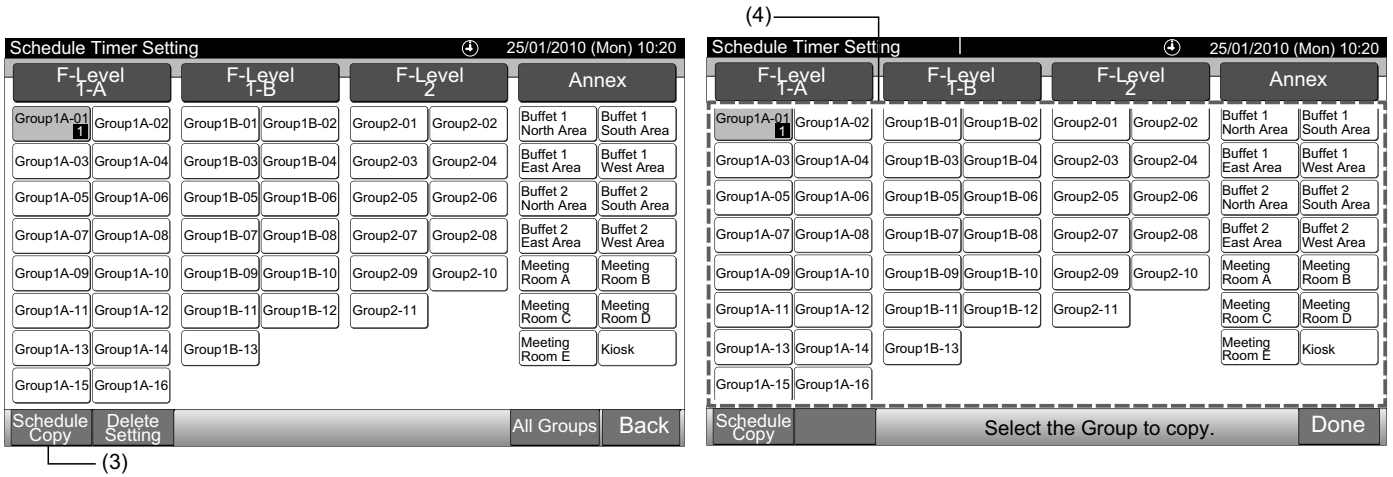 (4)
Schedule Timer Setting 25/01/2010 (Mon) 10:20
F-Level 1-A F-Level 1-B F-Level 2 Annex
Group1A-01 1 Group1A-02 Group1B-01 Group1B-02 Group2-01 Group2-02 Buffet 1 North Area Buffet 1 South Area
Group1A-03 Group1A-04 Group1B-03 Group1B-04 Group2-03 Group2-04 Buffet 1 East Area Buffet 1 West Area
Group1A-05 Group1A-06 Group1B-05 Group1B-06 Group2-05 Group2-06 Buffet 2 North Area Buffet 2 South Area
Group1A-07 Group1A-08 Group1B-07 Group1B-08 Group2-07 Group2-08 Buffet 2 East Area Buffet 2 West Area
Group1A-09 Group1A-10 Group1B-09 Group1B-10 Group2-09 Group2-10 Meeting Room A Meeting Room B
Group1A-11 Group1A-12 Group1B-11 Group1B-12 Group2-11 Meeting Room C Meeting Room D
Group1A-13 Group1A-14 Group1B-13 Meeting Room E Kiosk
Group1A-15 Group1A-16
Schedule Copy Delete Setting All Groups Back
(3)
Schedule Timer Setting 25/01/2010 (Mon) 10:20
F-Level 1-A F-Level 1-B F-Level 2 Annex
Group1A-01 1 Group1A-02 Group1B-01 Group1B-02 Group2-01 Group2-02 Buffet 1 North Area Buffet 1 South Area
Group1A-03 Group1A-04 Group1B-03 Group1B-04 Group2-03 Group2-04 Buffet 1 East Area Buffet 1 West Area
Group1A-05 Group1A-06 Group1B-05 Group1B-06 Group2-05 Group2-06 Buffet 2 North Area Buffet 2 South Area
Group1A-07 Group1A-08 Group1B-07 Group1B-08 Group2-07 Group2-08 Buffet 2 East Area Buffet 2 West Area
Group1A-09 Group1A-10 Group1B-09 Group1B-10 Group2-09 Group2-10 Meeting Room A Meeting Room B
Group1A-11 Group1A-12 Group1B-11 Group1B-12 Group2-11 Meeting Room C Meeting Room D
Group1A-13 Group1A-14 Group1B-13 Meeting Room E Kiosk
Group1A-15 Group1A-16
Schedule Copy Select the Group to copy. Done